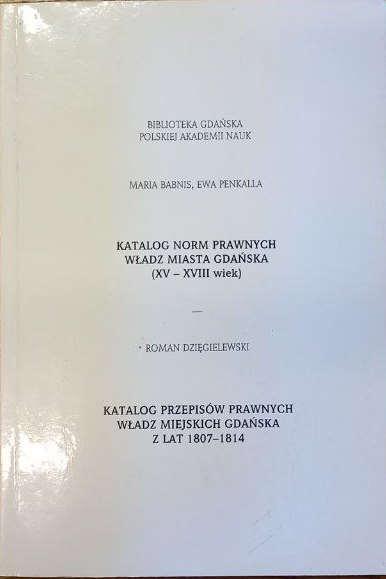 BIBLIOTEKA GDAŃSKA
POLSKIEJ AKADEMII NAUK
MARIA BABNIS, EWA PENKALLA
KATALOG NORM PRAWNYCH
WŁADZ MIASTA GDAŃSKA
(XV – XVIII wiek)
—
ROMAN DZIĘGIELEWSKI
KATALOG PRZEPISÓW PRAWNYCH
WŁADZ MIEJSKICH GDAŃSKA
Z LAT 1807–1814